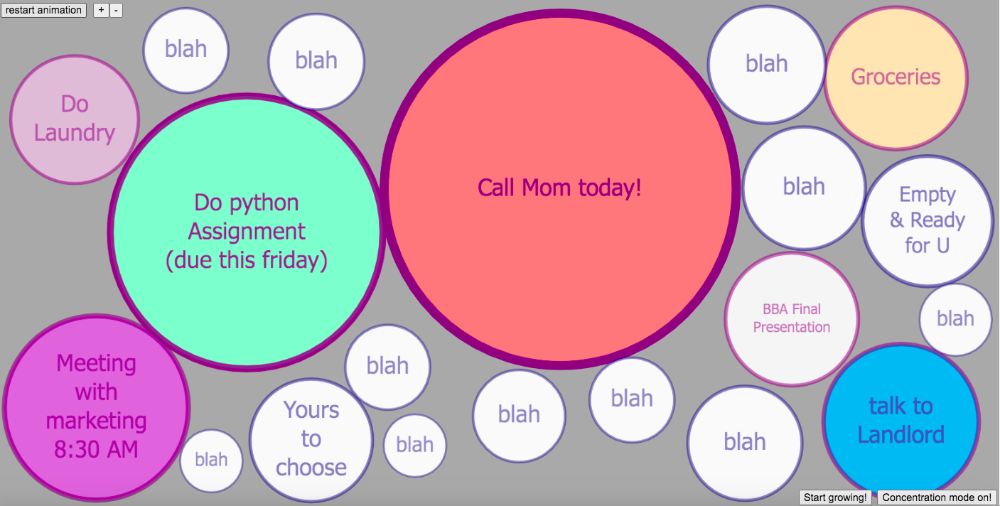 restart animation
+
-
blah
blah
blah
Groceries
Do
Laundry
Do python
Assignment
(due this friday)
Call Mom today!
blah
Empty
& Ready
for U
BBA Final
Presentation
blah
Meeting
with
marketing
8:30 AM
blah
Yours
to
choose
blah
blah
blah
blah
blah
talk to
Landlord
Start growing!
Concentration mode on!